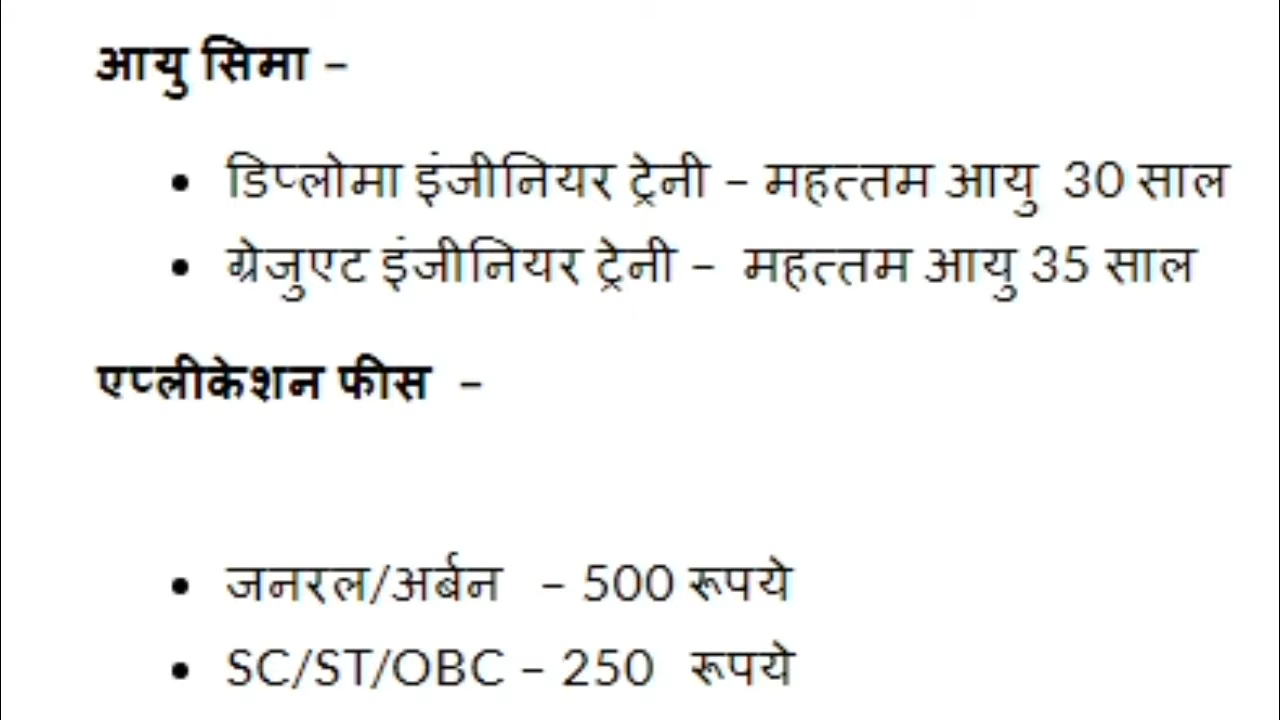 आयु सिमा –
• डिप्लोमा इंजीनियर ट्रेनी – महत्तम आयु 30 साल
• ग्रेजुएट इंजीनियर ट्रेनी – महत्तम आयु 35 साल
एप्लीकेशन फीस –
• जनरल/अर्बन – 500 रूपये
• SC/ST/OBC – 250 रूपये